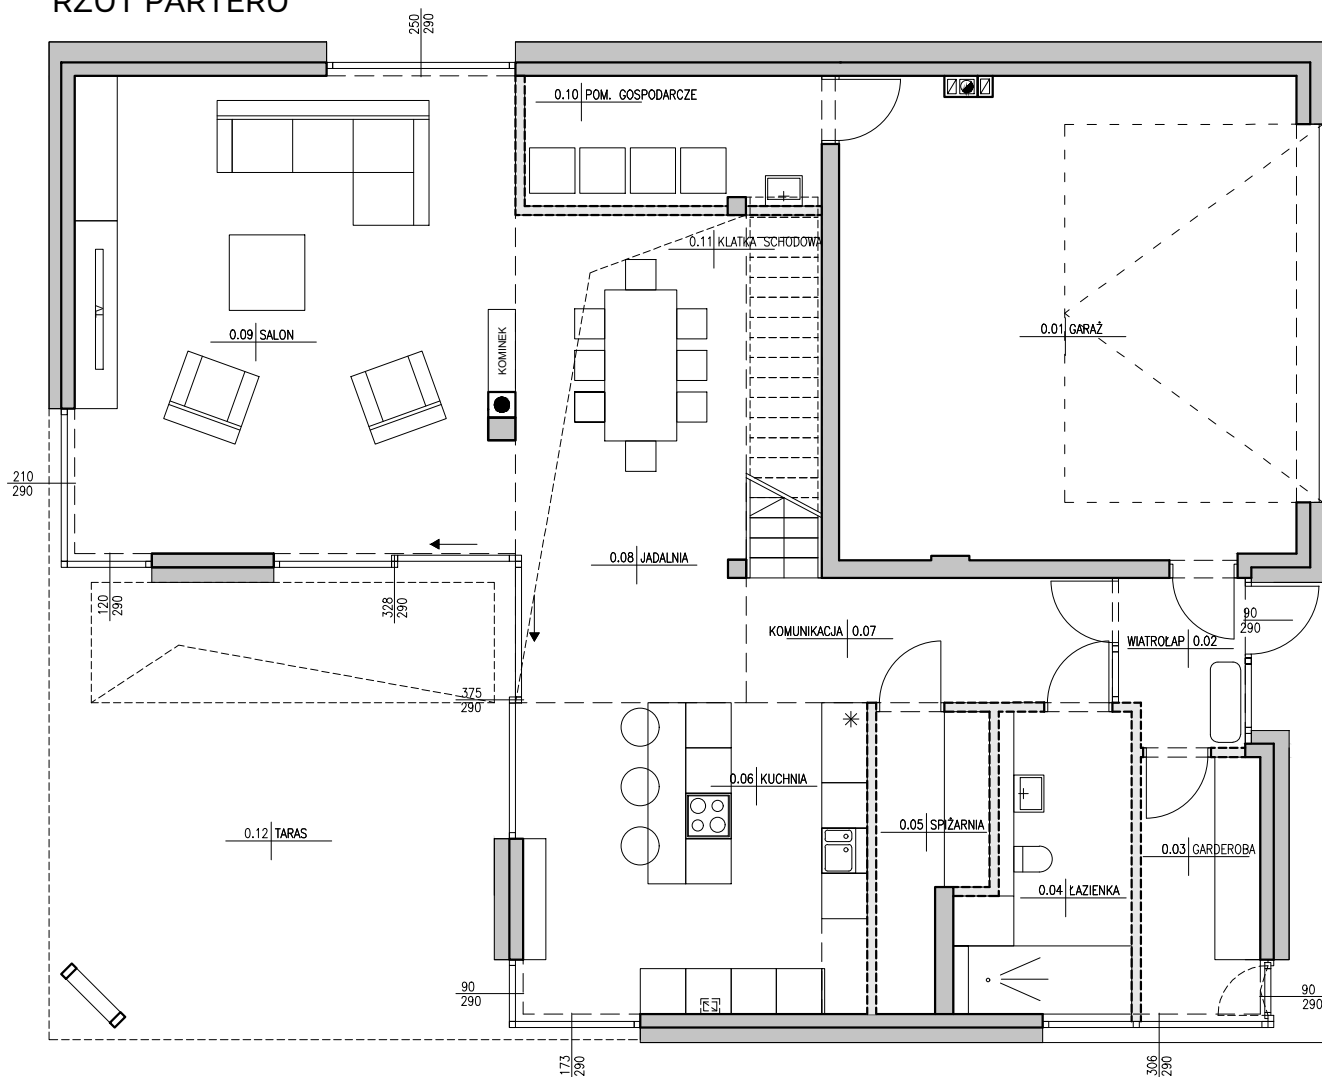 RZUT PARTERU
250
290
0.10 POM. GOSPODARCZE
0.11 KLATKA SCHODOWA
0.01 GARAŻ
0.09 SALON
TV
KOMINEK
210
290
0.08 JADALNIA
120
290
328
290
KOMUNIKACJA 0.07
WIATROŁAP 0.02
90
290
375
290
0.06 KUCHNIA
0.12 TARAS
0.05 SPIŻARNIA
0.03 GARDEROBA
0.04 ŁAZIENKA
90
290
90
290
173
290
306
290